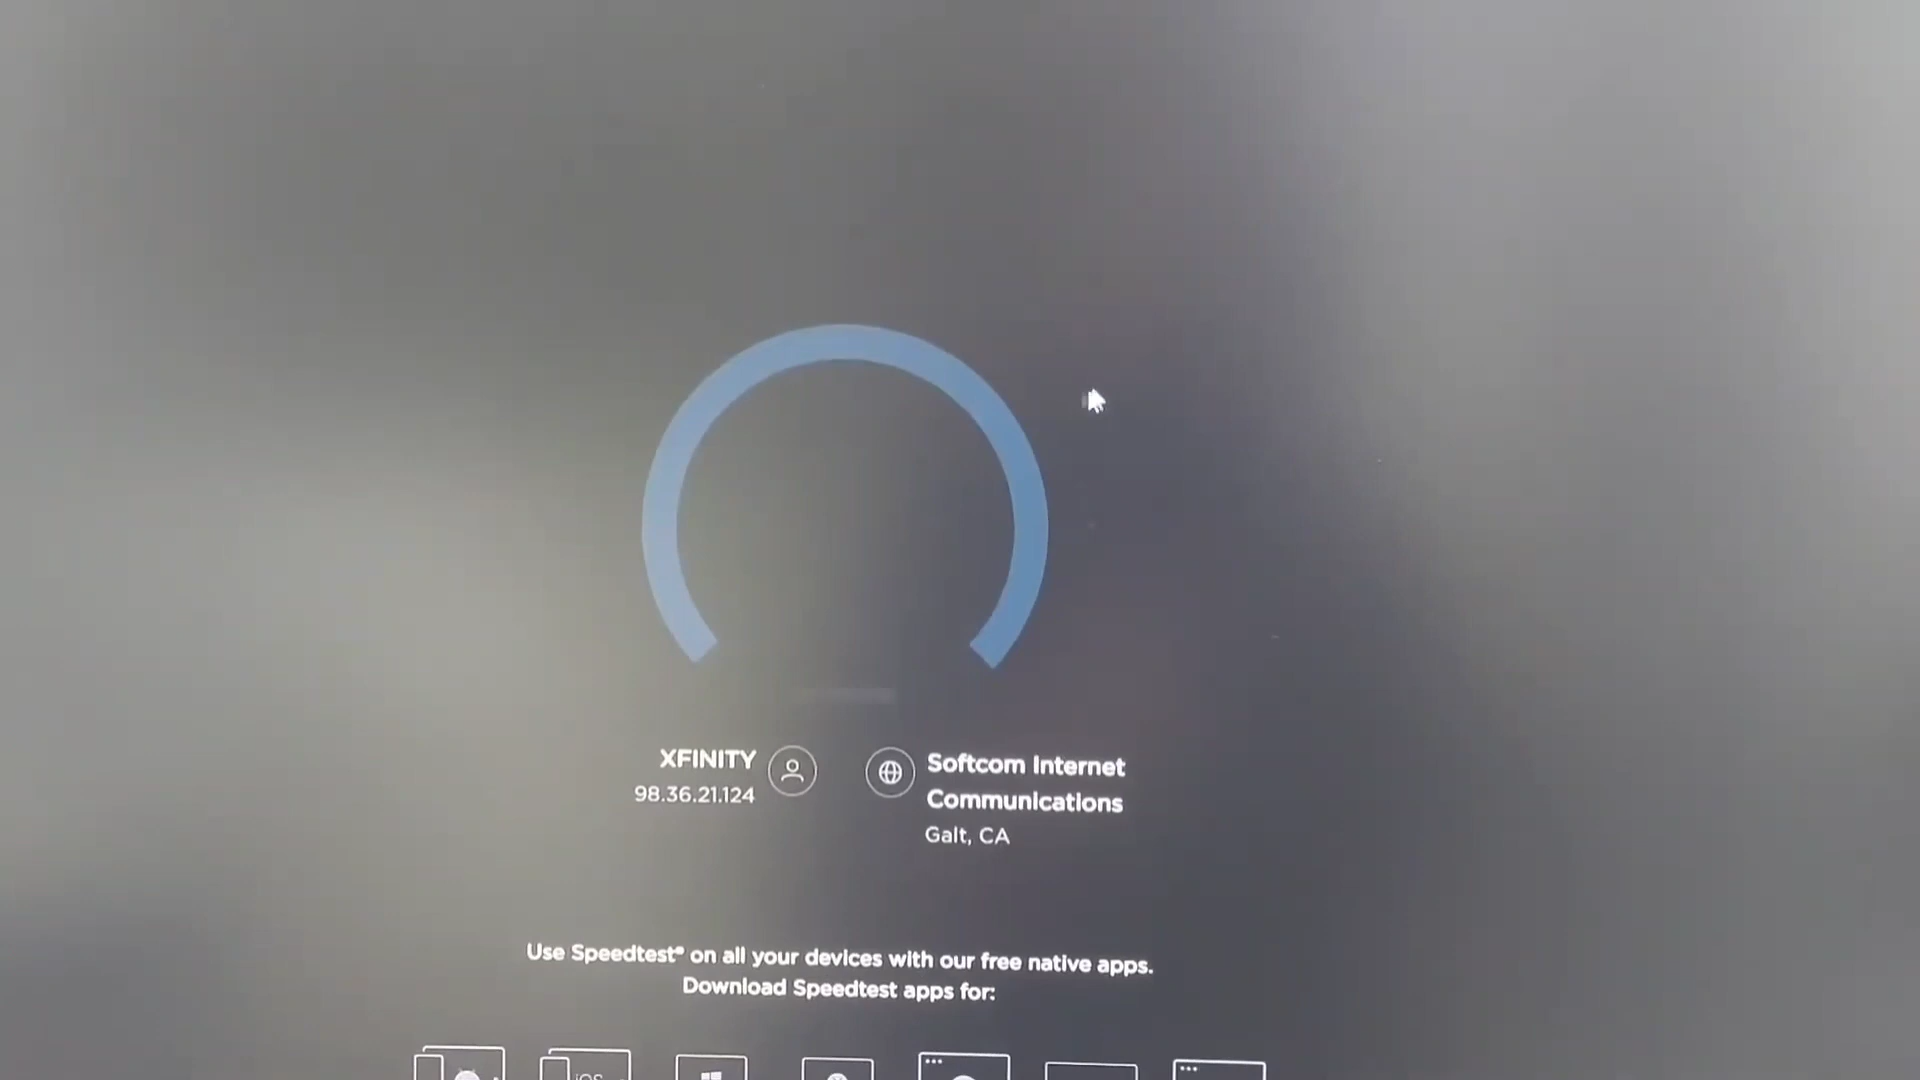 XFINITY
98.36.21.124
Softcom Internet
Communications
Galt, CA
Use Speedtest® on all your devices with our free native apps.
Download Speedtest apps for:
iOS